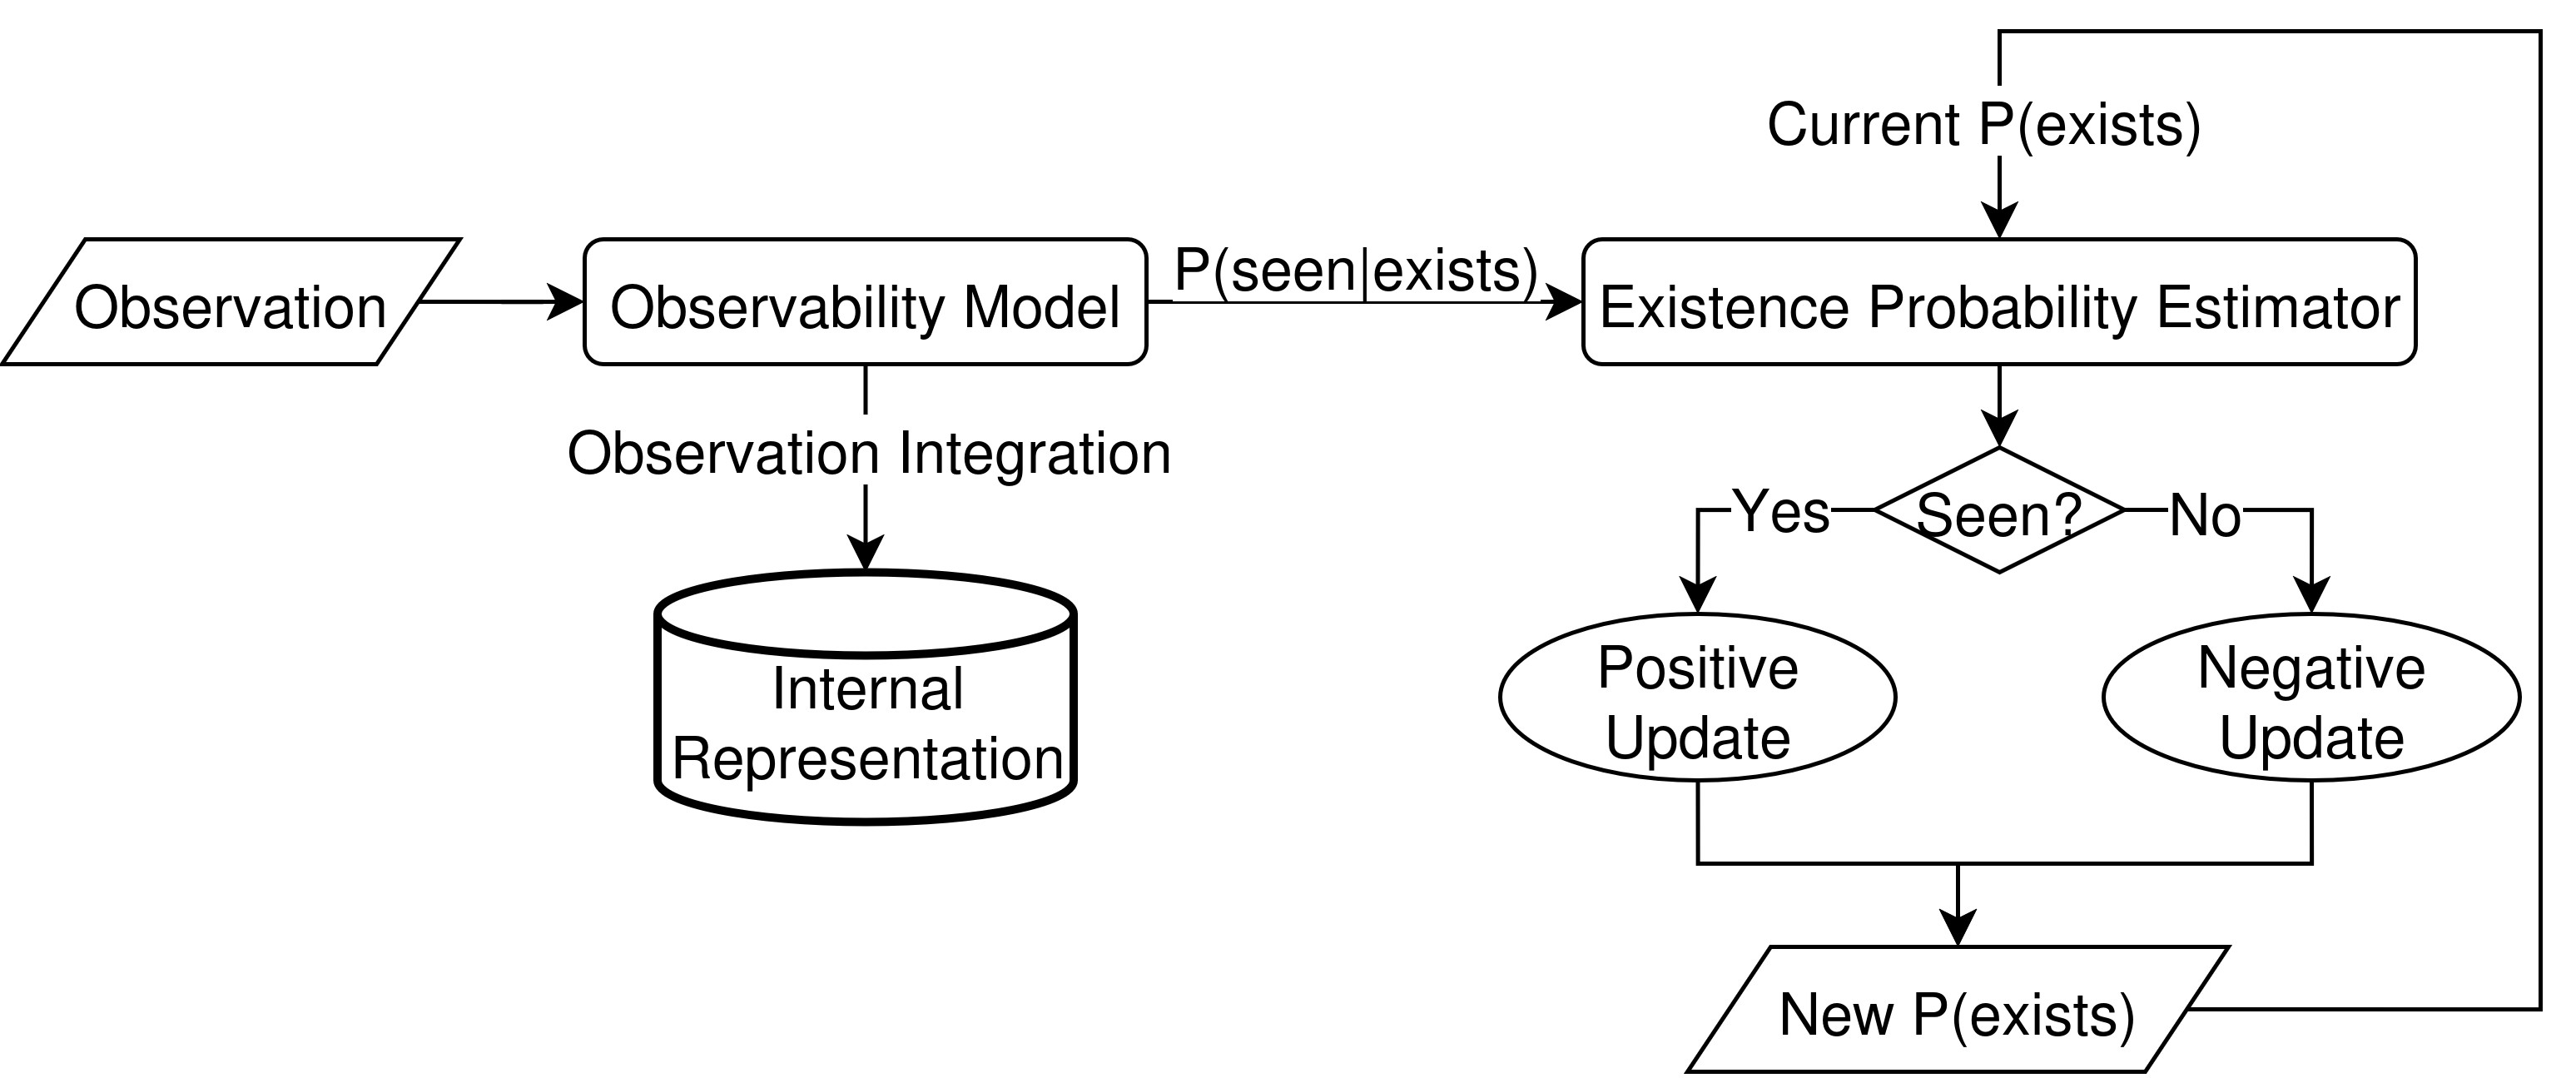 Current P(exists)
Observation
Observability Model
P(seen|exists)
Existence Probability Estimator
Observation Integration
Yes
Seen?
No
Internal
Representation
Positive
Update
Negative
Update
New P(exists)